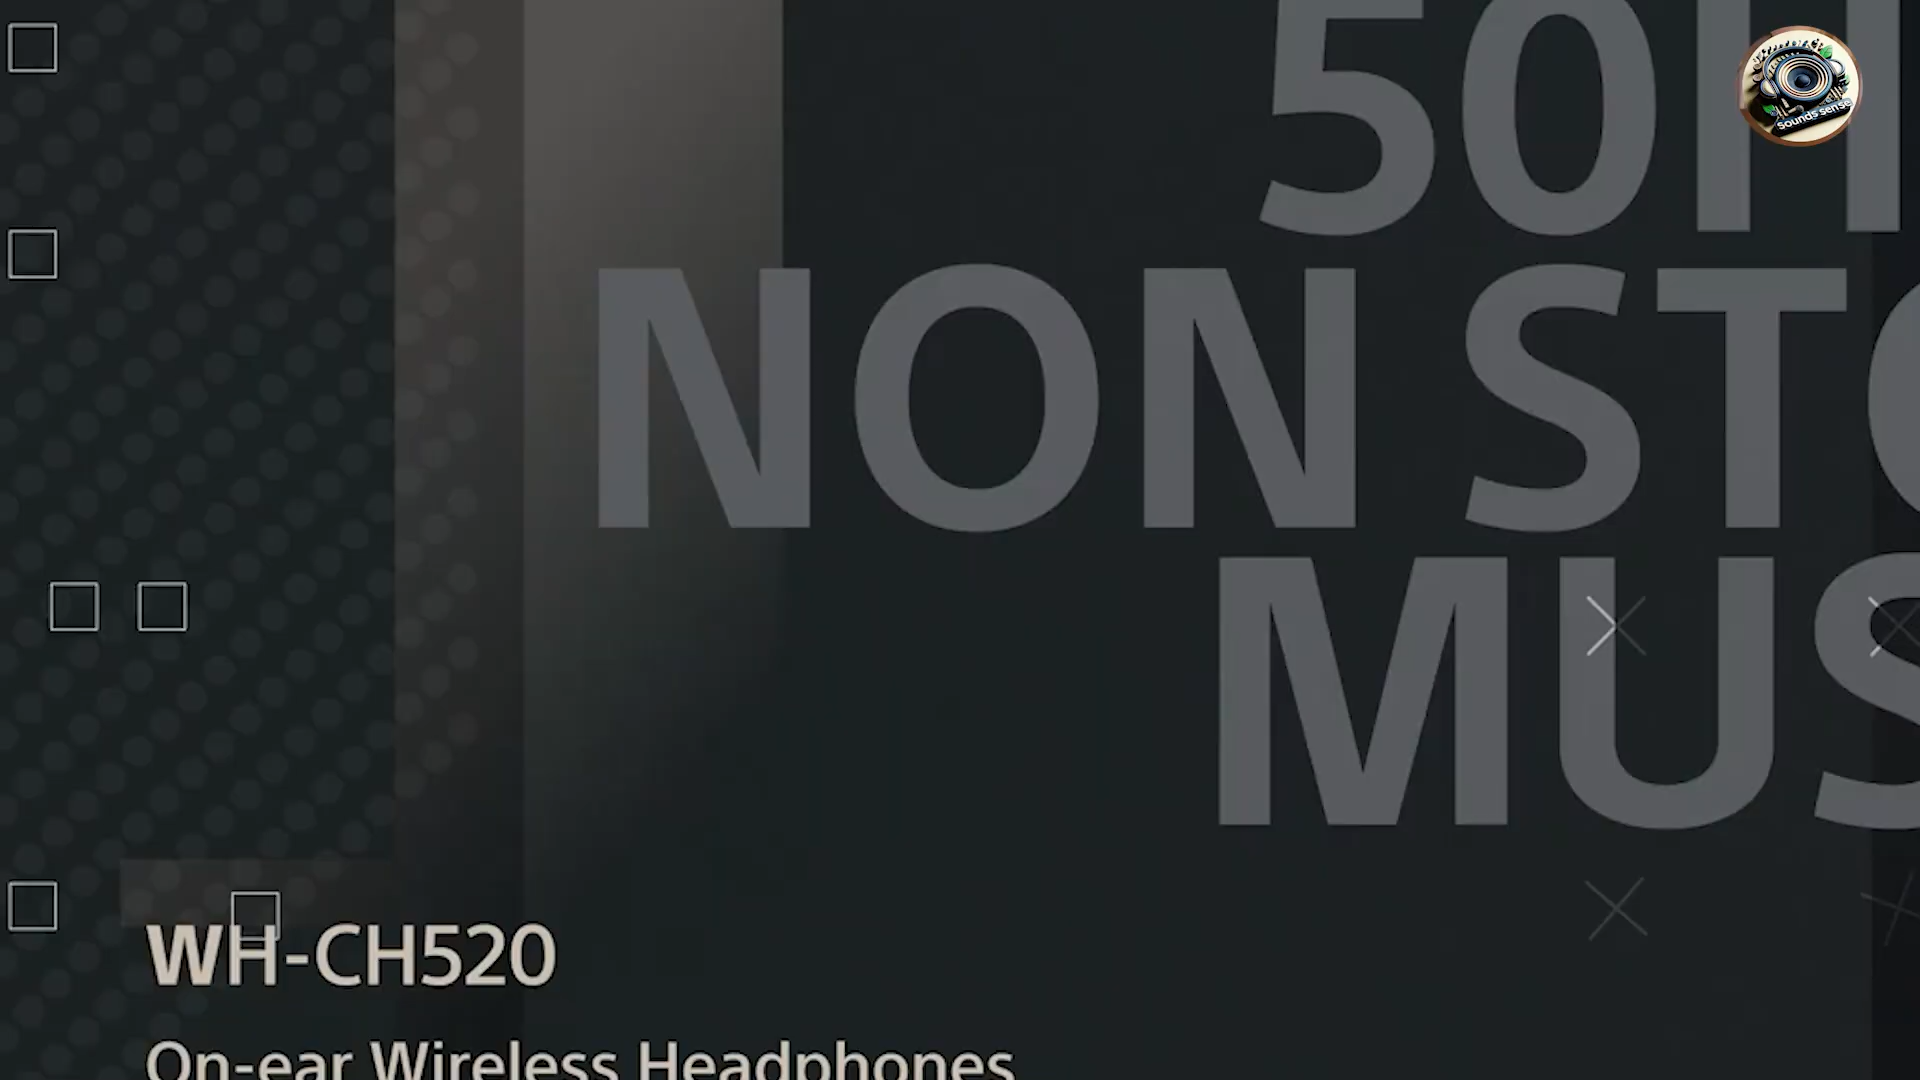 50H
NON STO
MUS
WH-CH520
On-ear Wireless Headphones
sounds sense